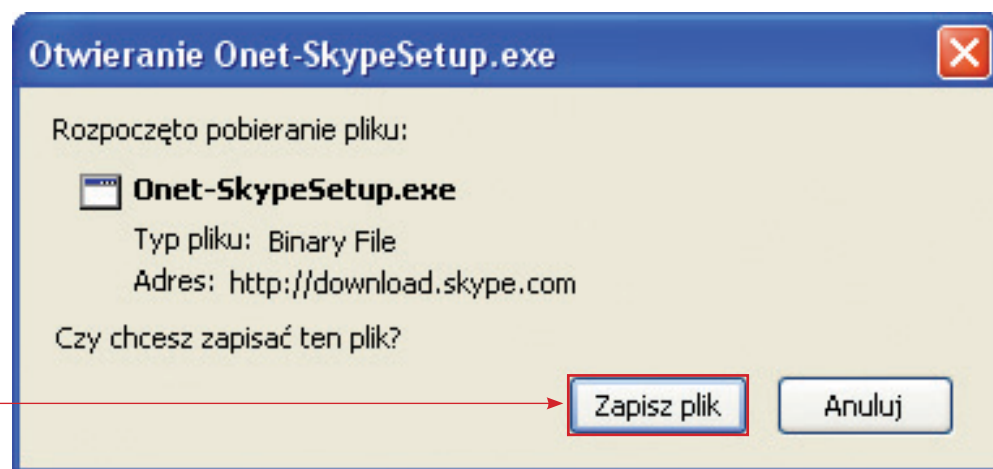 Otwieranie Onet-SkypeSetup.exe
Rozpoczęto pobieranie pliku:
Onet-SkypeSetup.exe
Typ pliku: Binary File
Adres: http://download.skype.com
Czy chcesz zapisać ten plik?
Zapisz plik Anuluj